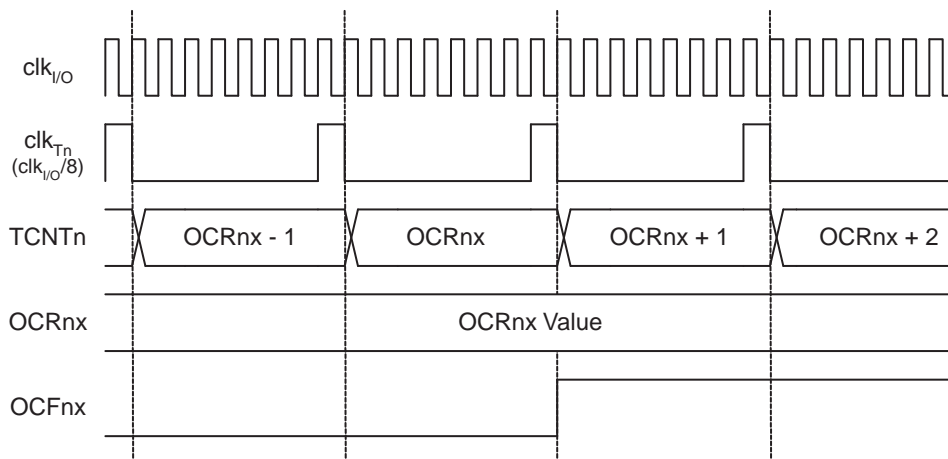 clkI/O
clkTn
(clkI/O/8)
TCNTn
OCRnx - 1
OCRnx
OCRnx + 1
OCRnx + 2
OCRnx
OCRnx Value
OCFnx